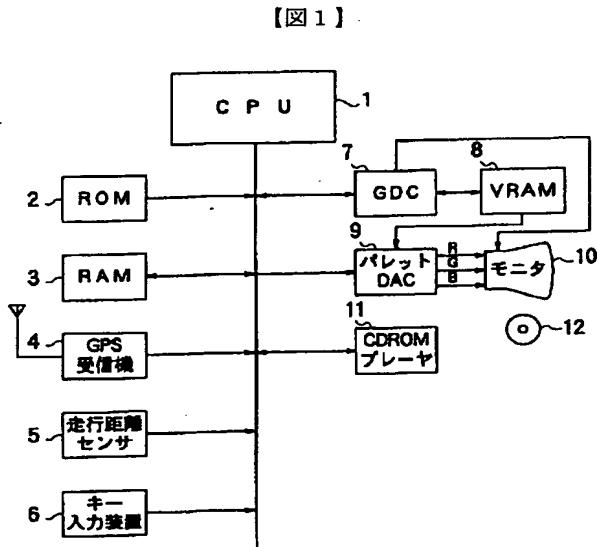 【図1】
CPU
1
7
8
2
ROM
GDC
VRAM
9
3
RAM
パレット
DAC
R
G
B
モニタ
10
11
4
GPS
受信機
CDROM
プレーヤ
12
5
走行距離
センサ
6
キー
入力装置